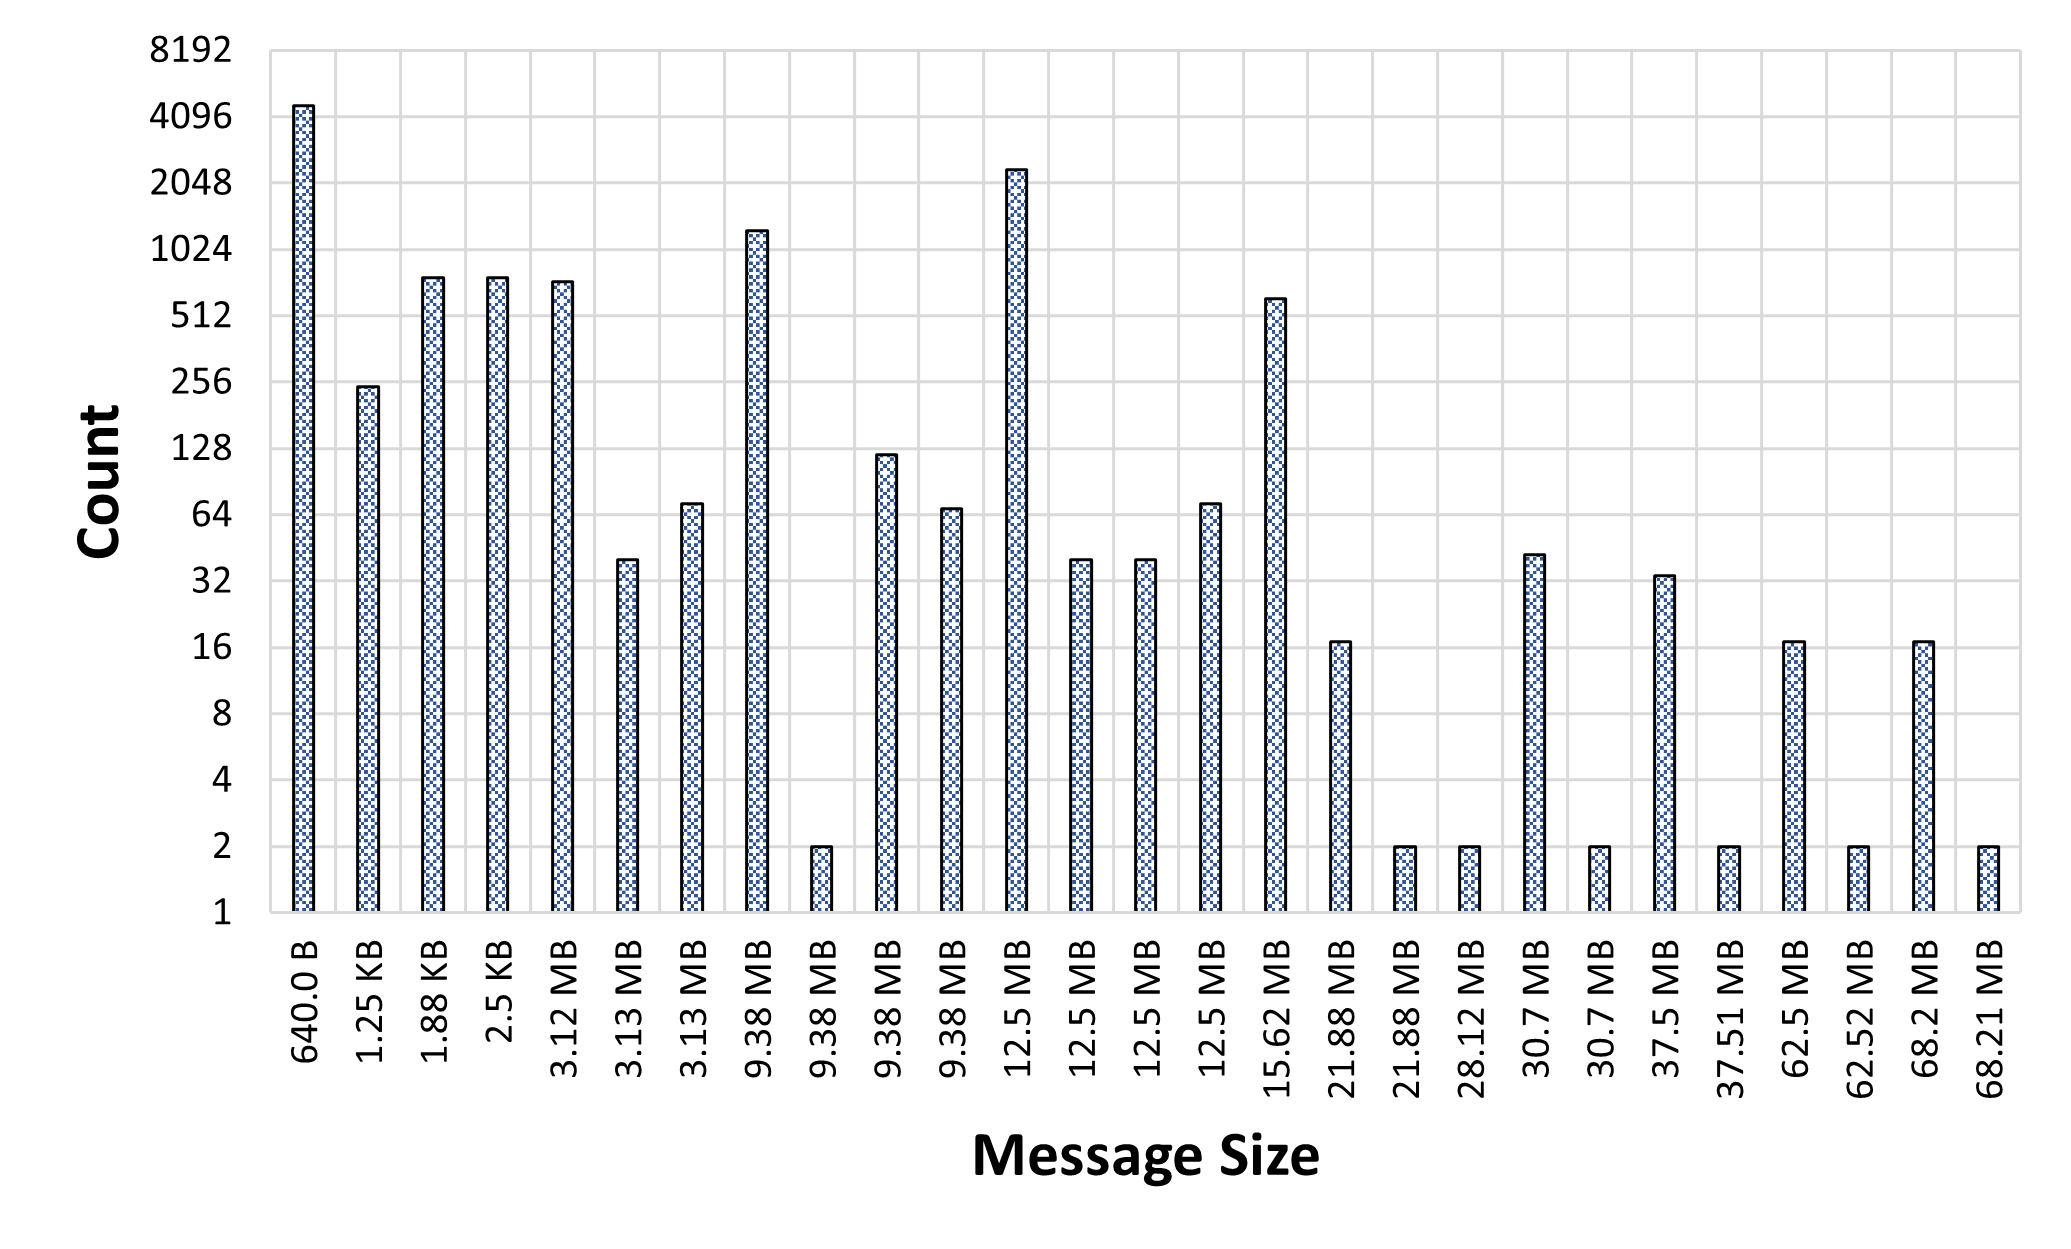 8192
4096
2048
1024
512
256
128
64
32
16
8
4
2
1
Count
640.0 B
1.25 KB
1.88 KB
2.5 KB
3.12 MB
3.13 MB
3.13 MB
9.38 MB
9.38 MB
9.38 MB
9.38 MB
12.5 MB
12.5 MB
12.5 MB
12.5 MB
15.62 MB
21.88 MB
21.88 MB
28.12 MB
30.7 MB
30.7 MB
37.5 MB
37.51 MB
62.5 MB
62.52 MB
68.2 MB
68.21 MB
Message Size